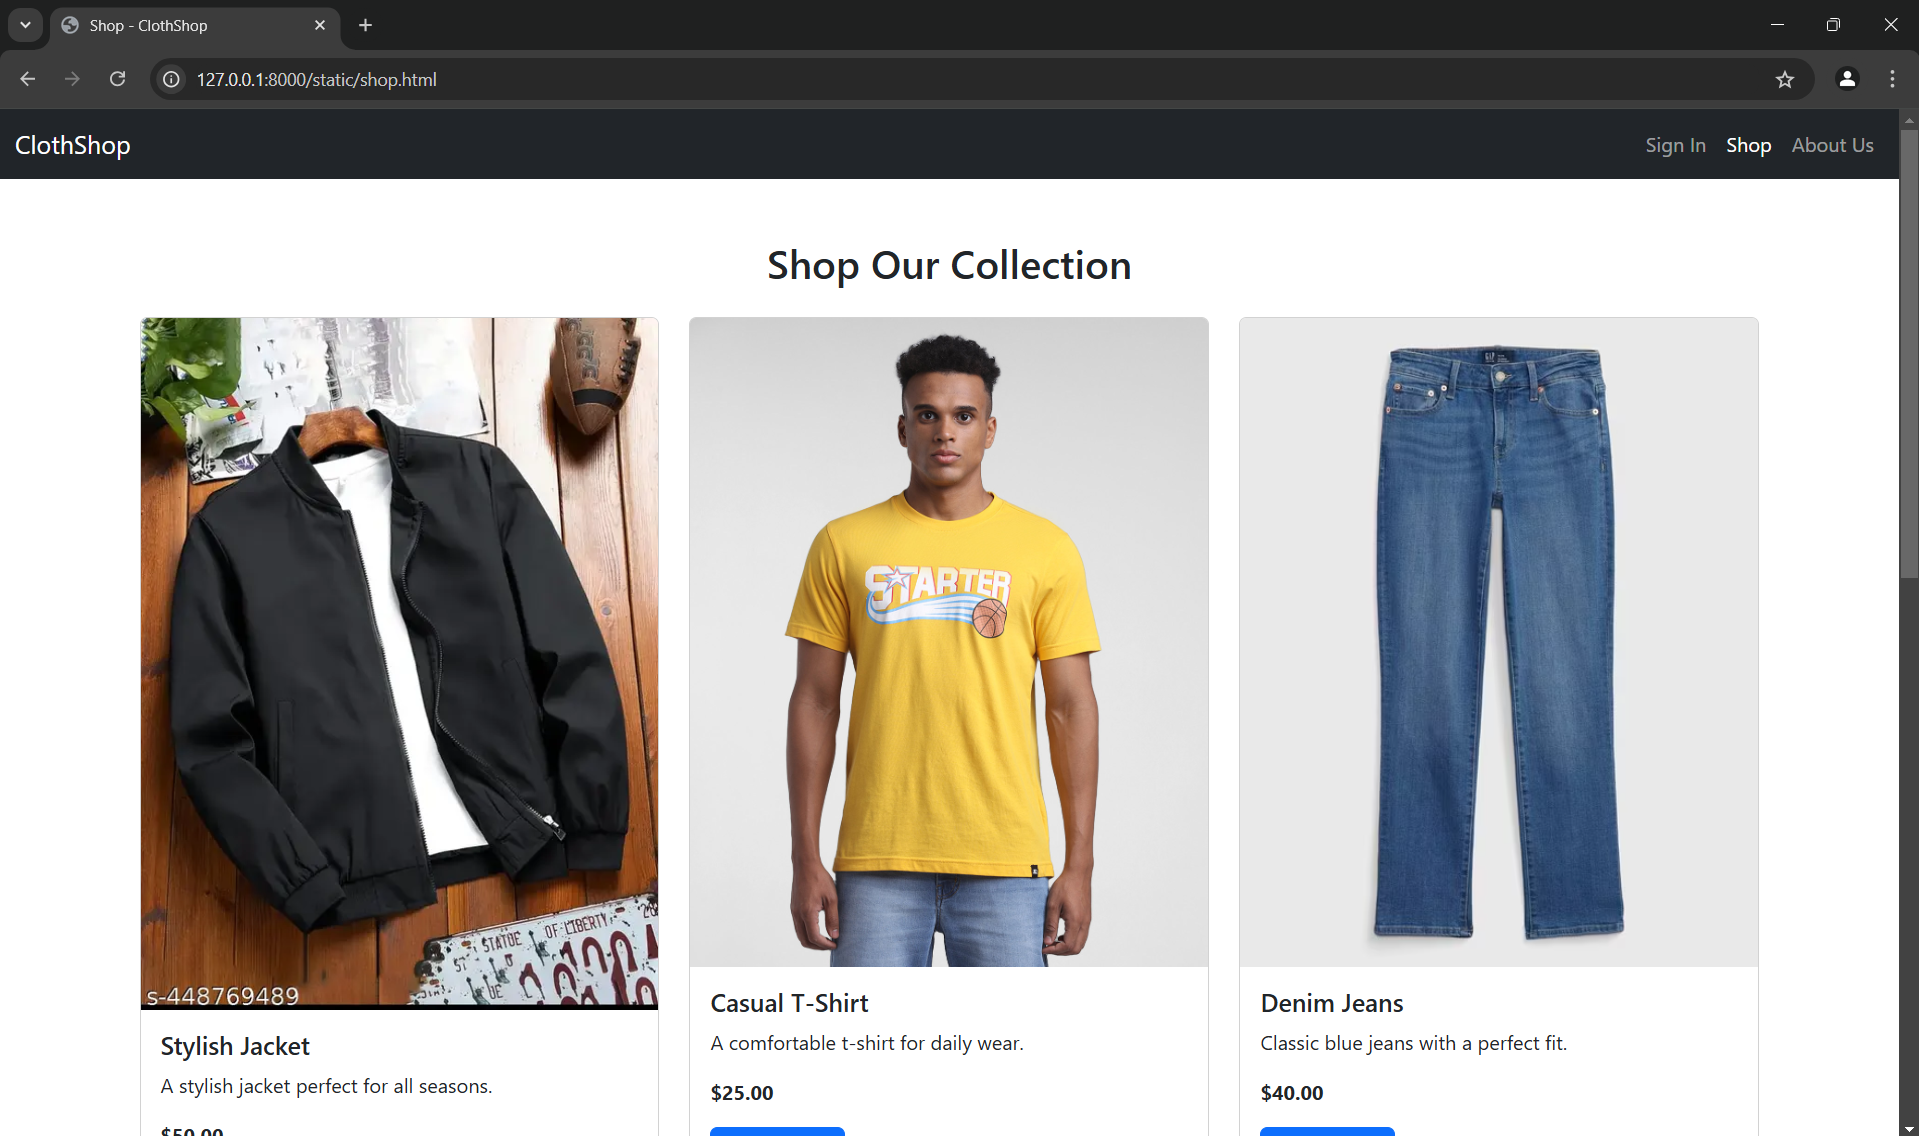 Shop - ClothShop
127.0.0.1:8000/static/shop.html
ClothShop
Sign In
Shop
About Us
Shop Our Collection
STATUE OF LIBERTY
s-448769489
STARTER
GAP
Stylish Jacket
A stylish jacket perfect for all seasons.
$50.00
Casual T-Shirt
A comfortable t-shirt for daily wear.
$25.00
Denim Jeans
Classic blue jeans with a perfect fit.
$40.00